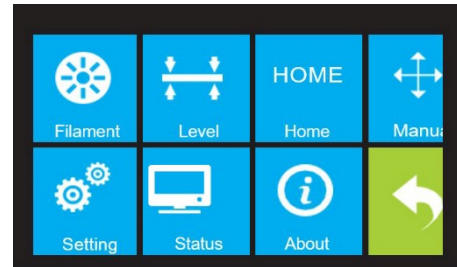 HOME
Filament
Level
Home
Manua
Setting
Status
About